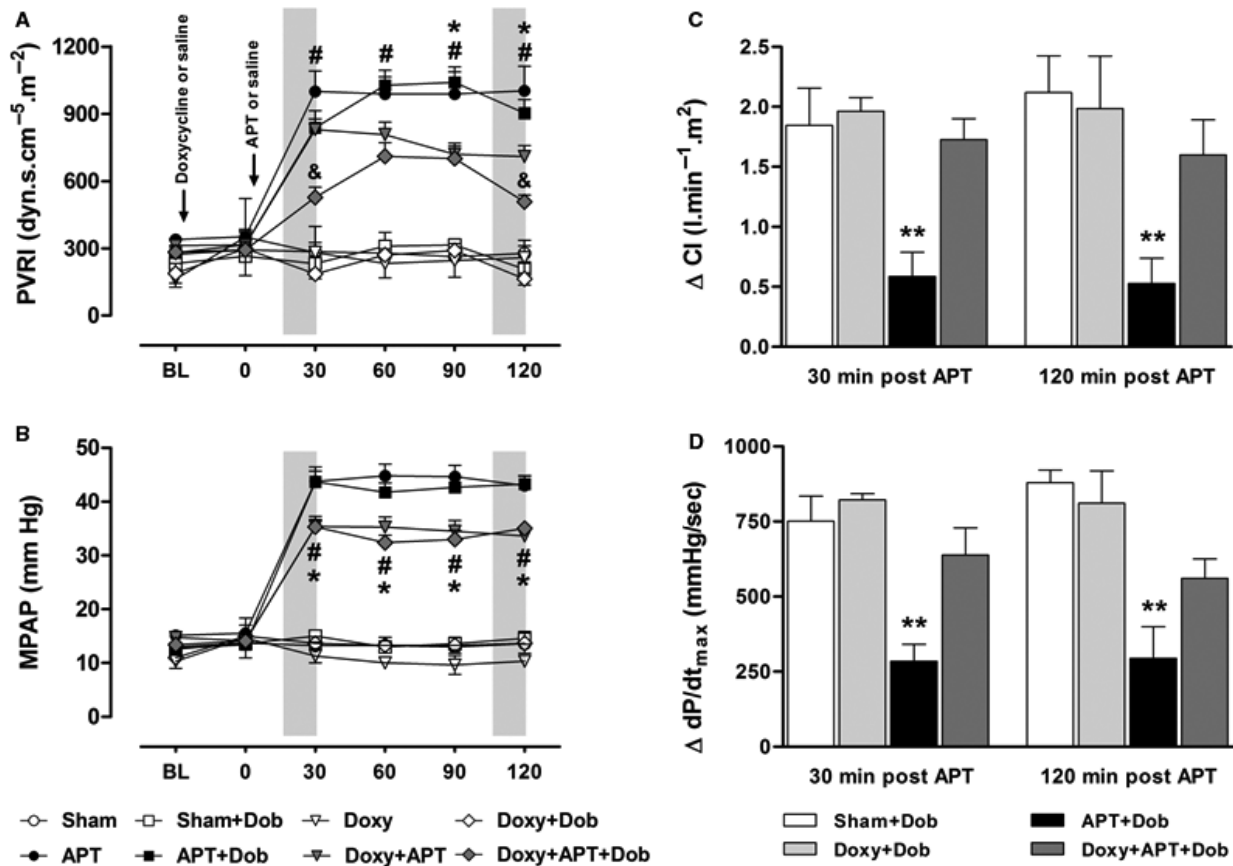 A
PVRI (dyn.s.cm⁻⁵.m⁻²)
1200
900
600
300
0
Doxycycline or saline
APT or saline
#
#
*
#
*
#
&
&
BL 0 30 60 90 120
B
MPAP (mm Hg)
50
40
30
20
10
0
#
*
#
*
#
*
#
*
BL 0 30 60 90 120
Sham Sham+Dob Doxy Doxy+Dob
APT APT+Dob Doxy+APT Doxy+APT+Dob
C
Δ CI (l.min⁻¹.m²)
2.5
2.0
1.5
1.0
0.5
0.0
** **
30 min post APT 120 min post APT
D
Δ dP/dtmax (mmHg/sec)
1000
750
500
250
0
** **
30 min post APT 120 min post APT
Sham+Dob APT+Dob
Doxy+Dob Doxy+APT+Dob